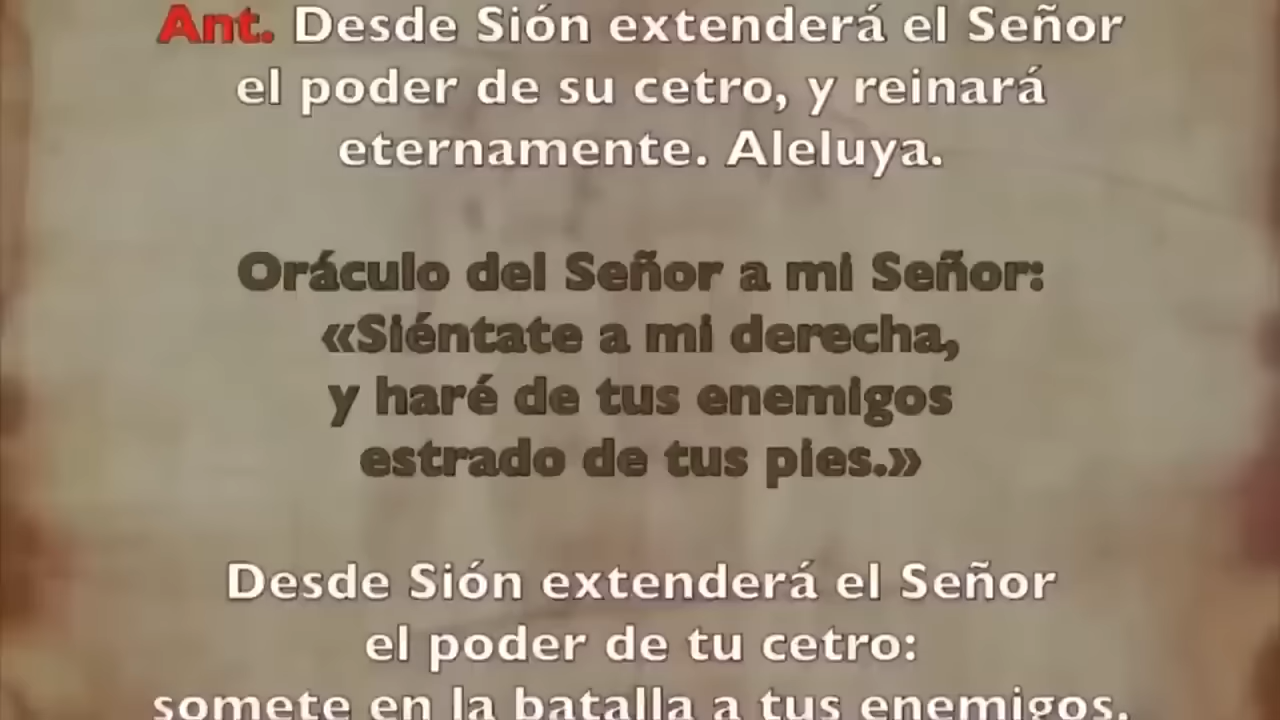 Ant. Desde Sión extenderá el Señor
el poder de su cetro, y reinará
eternamente. Aleluya.
Oráculo del Señor a mi Señor:
«Siéntate a mi derecha,
y haré de tus enemigos
estrado de tus pies.»
Desde Sión extenderá el Señor
el poder de tu cetro:
somete en la batalla a tus enemigos.